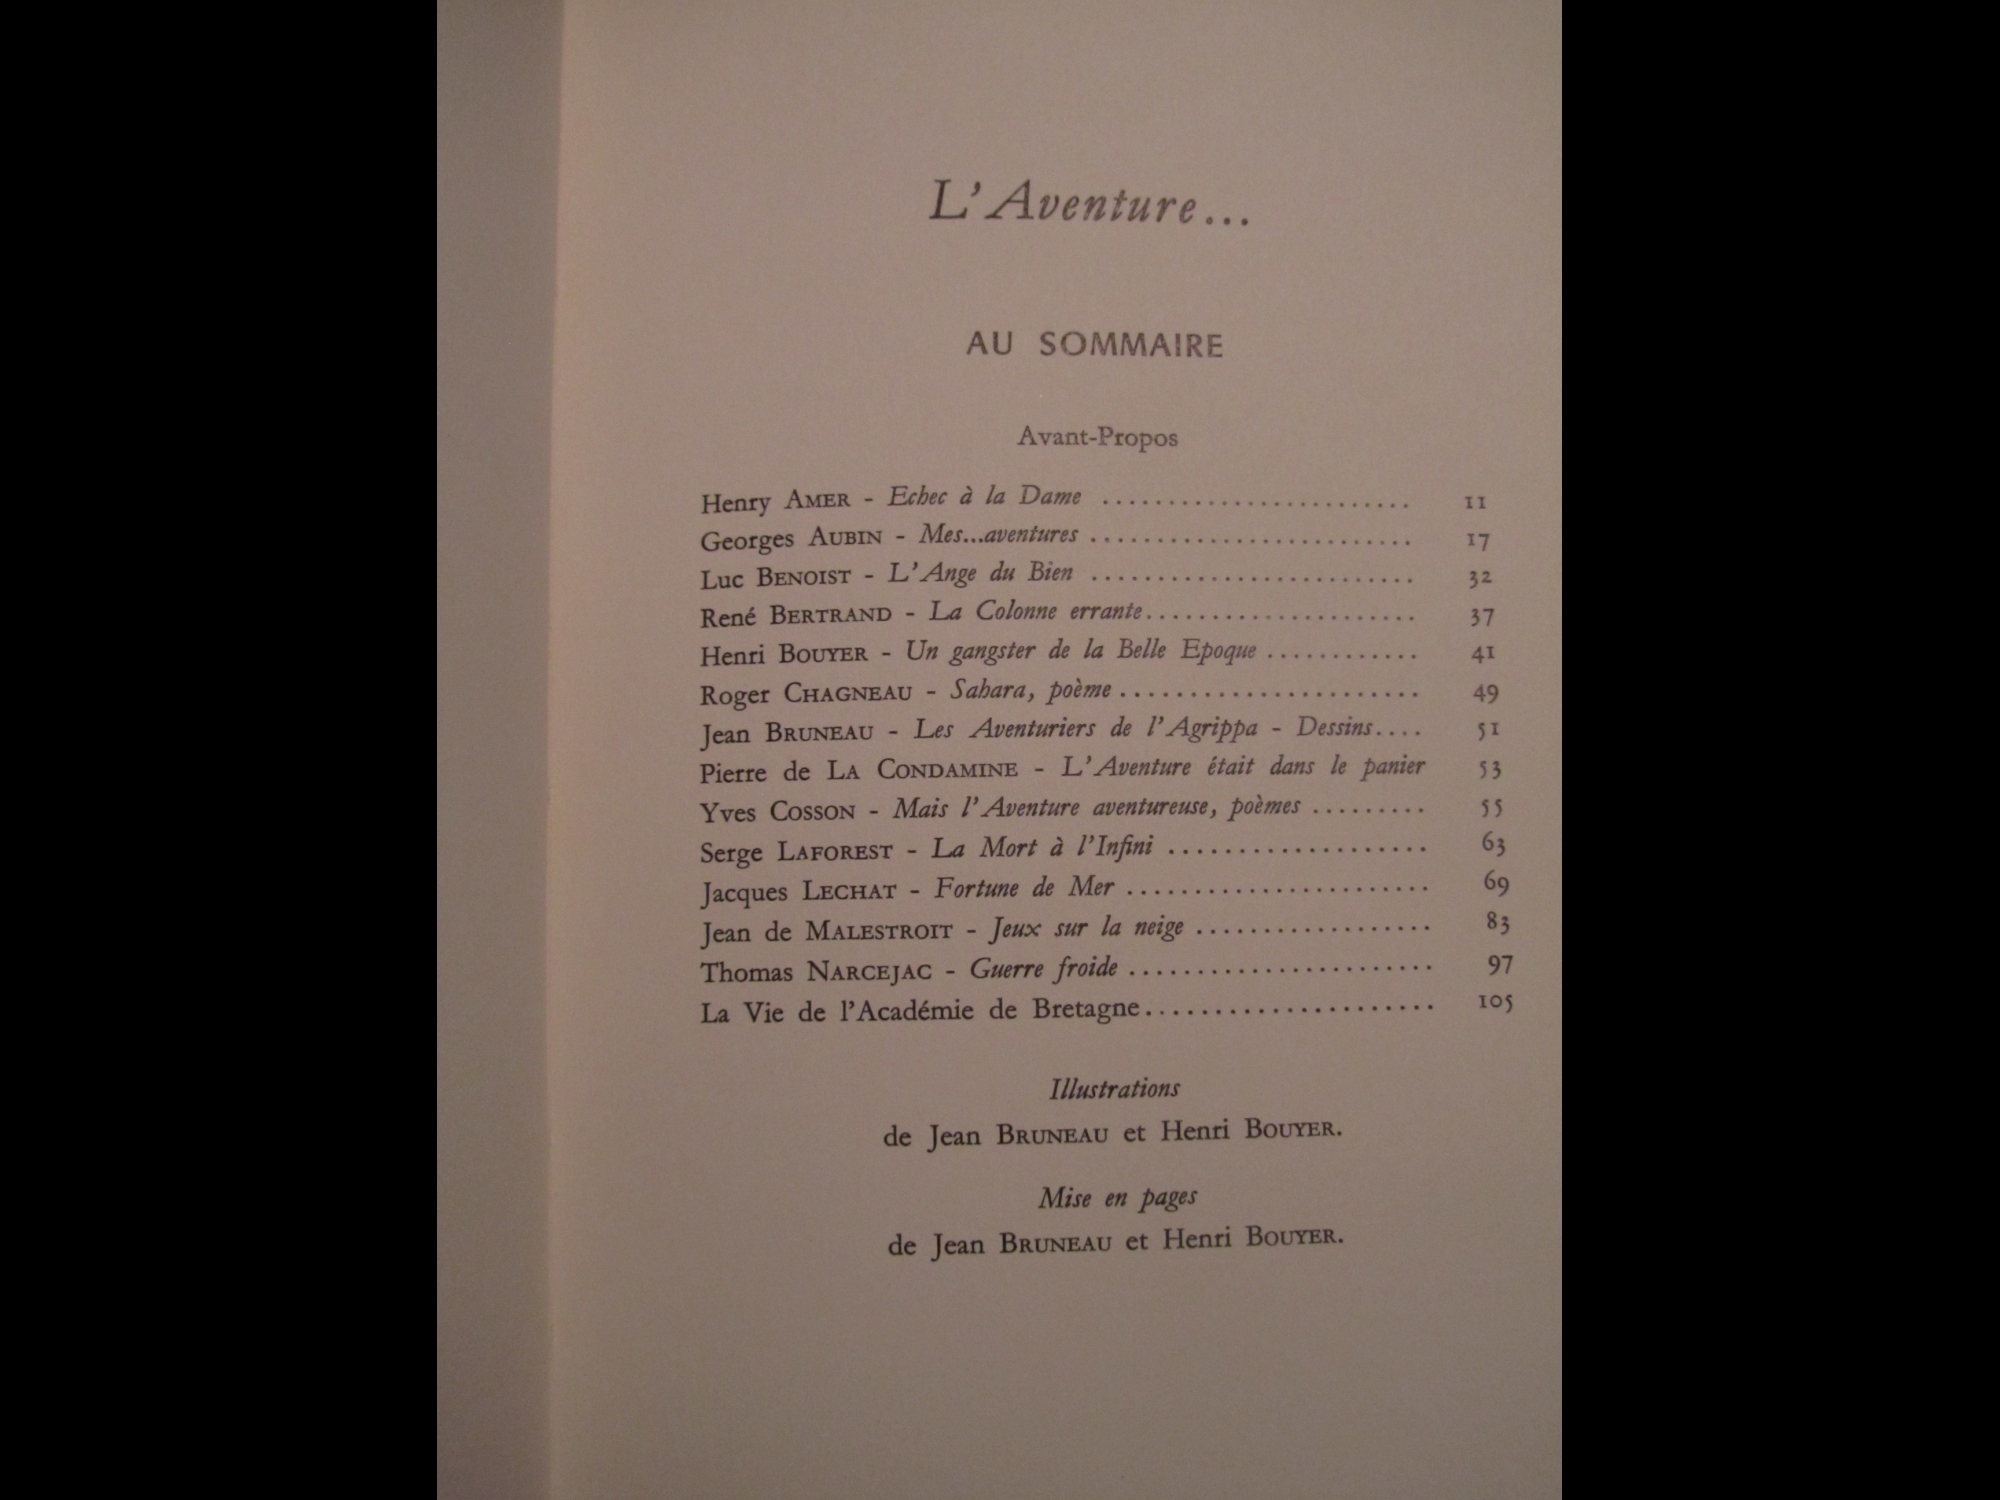 L'Aventure...
AU SOMMAIRE
Avant-Propos
Henry AMER - Echec à la Dame ........................ 11
Georges AUBIN - Mes...aventures ......................... 17
Luc BENOIST - L'Ange du Bien ......................... 32
René BERTRAND - La Colonne errante..................... 37
Henri BOUYER - Un gangster de la Belle Epoque ............ 41
Roger CHAGNEAU - Sahara, poème ...................... 49
Jean BRUNEAU - Les Aventuriers de l'Agrippa - Dessins.... 51
Pierre de LA CONDAMINE - L'Aventure était dans le panier 53
Yves COSSON - Mais l'Aventure aventureuse, poèmes ......... 55
Serge LAFOREST - La Mort à l'Infini .................... 63
Jacques LECHAT - Fortune de Mer ....................... 69
Jean de MALESTROIT - Jeux sur la neige .................. 83
Thomas NARCEJAC - Guerre froide ....................... 97
La Vie de l'Académie de Bretagne...................... 105
Illustrations
de Jean BRUNEAU et Henri BOUYER.
Mise en pages
de Jean BRUNEAU et Henri BOUYER.